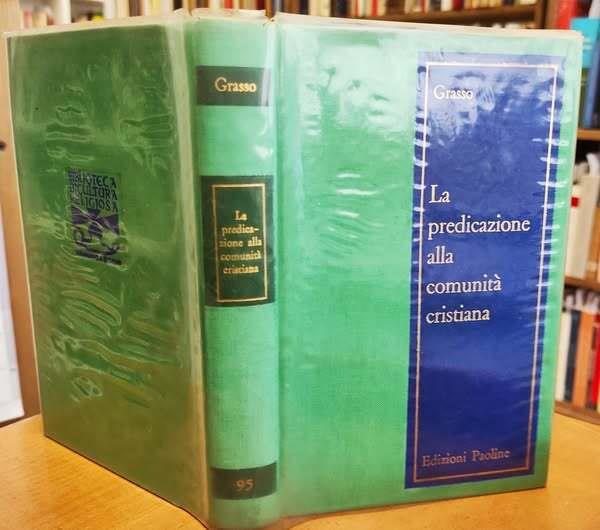 BIBLIOTECA
DI CULTURA
RELIGIOSA
Grasso
La
predica-
zione alla
comunità
cristiana
95
Grasso
La
predicazione
alla
comunità
cristiana
Edizioni Paoline